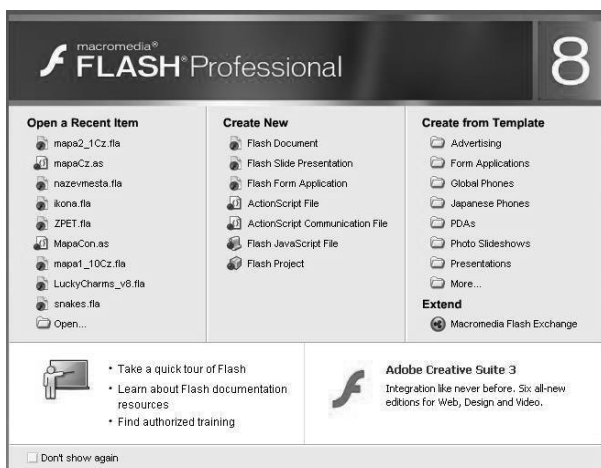 macromedia®
FLASH® Professional
8
Open a Recent Item
mapa2_1Cz.fla
mapaCz.as
nazevmesta.fla
ikona.fla
ZPET.fla
MapaCon.as
mapa1_10Cz.fla
LuckyCharms_v8.fla
snakes.fla
Open...
Create New
Flash Document
Flash Slide Presentation
Flash Form Application
ActionScript File
ActionScript Communication File
Flash JavaScript File
Flash Project
Create from Template
Advertising
Form Applications
Global Phones
Japanese Phones
PDAs
Photo Slideshows
Presentations
More...
Extend
Macromedia Flash Exchange
• Take a quick tour of Flash
• Learn about Flash documentation
resources
• Find authorized training
Adobe Creative Suite 3
Integration like never before. Six all-new
editions for Web, Design and Video.
Don't show again